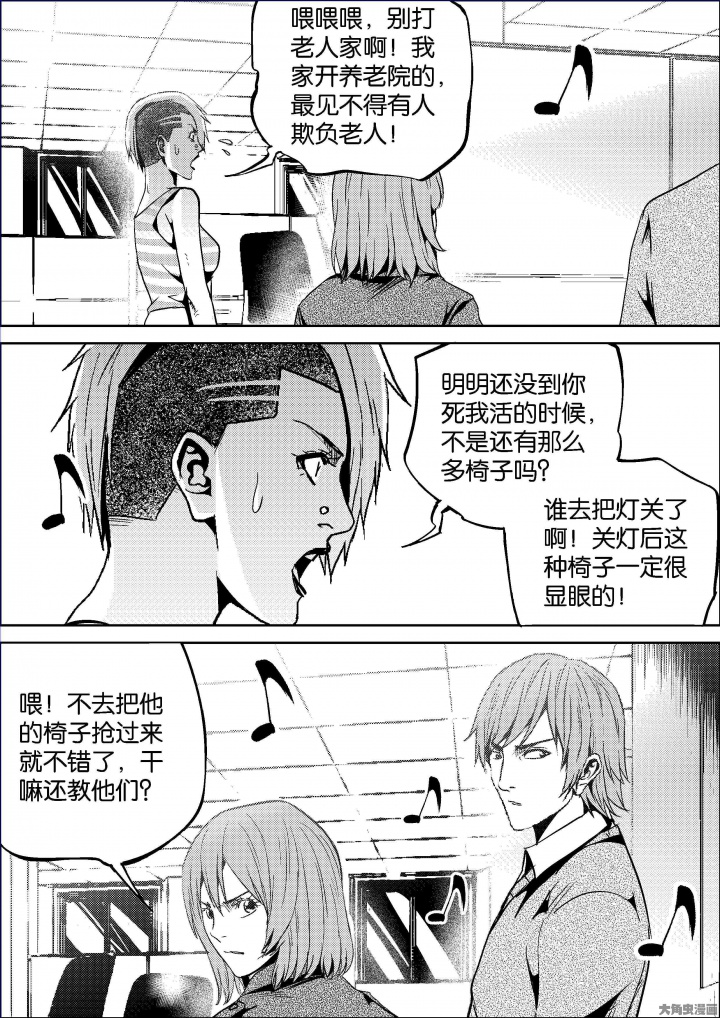 喂喂喂，别打
老人家啊！我
家开养老院的，
最见不得有人
欺负老人！
明明还没到你
死我活的时候，
不是还有那么
多椅子吗？
谁去把灯关了
啊！关灯后这
种椅子一定很
显眼的！
喂！不去把他
的椅子抢过来
就不错了，干
嘛还教他们？
大角虫漫画